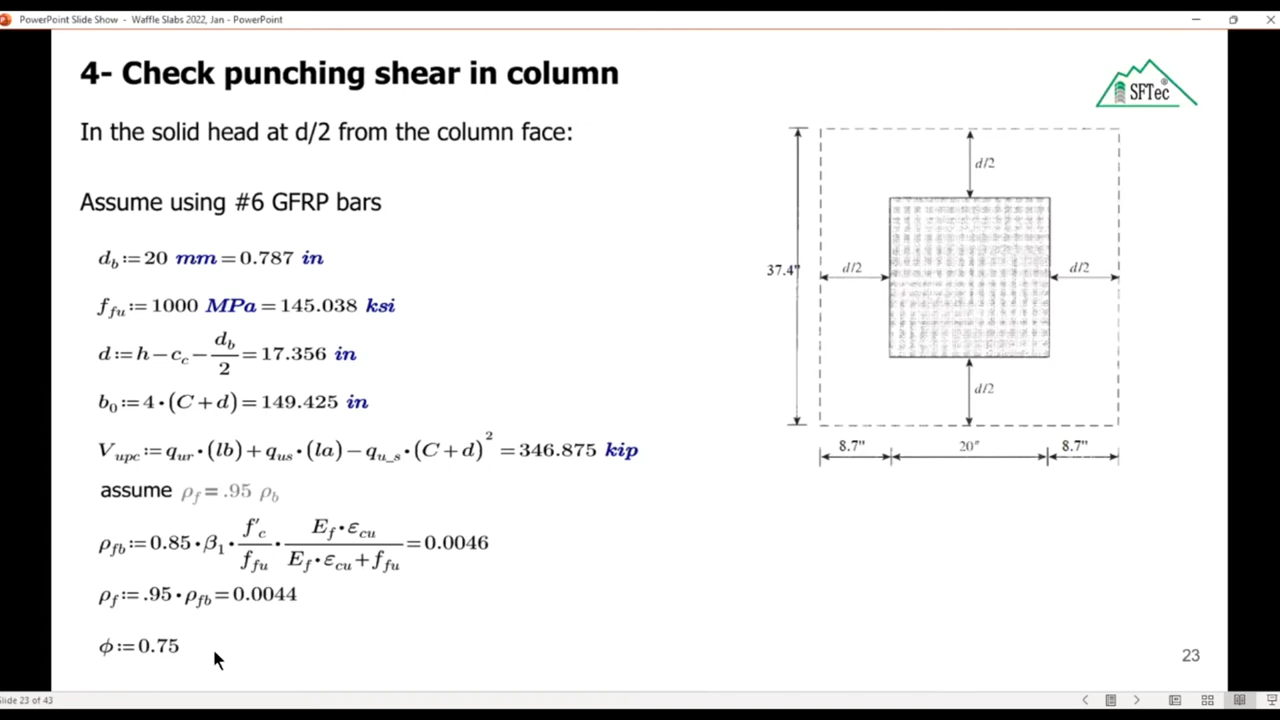 PowerPoint Slide Show - Waffle Slabs 2022, Jan - PowerPoint
4- Check punching shear in column
SFTec®
In the solid head at d/2 from the column face:
Assume using #6 GFRP bars
d_b := 20 mm = 0.787 in
f_fu := 1000 MPa = 145.038 ksi
d := h − c_c − d_b/2 = 17.356 in
b_0 := 4 • (C + d) = 149.425 in
V_upc := q_ur • (lb) + q_us • (la) − q_u_s • (C + d)^2 = 346.875 kip
assume ρ_f = .95 ρ_b
ρ_fb := 0.85 • β_1 • f'_c/f_fu • E_f • ε_cu/(E_f • ε_cu + f_fu) = 0.0046
ρ_f := .95 • ρ_fb = 0.0044
ϕ := 0.75
d/2
37.4"
d/2
d/2
d/2
8.7"
20"
8.7"
23
Slide 23 of 43